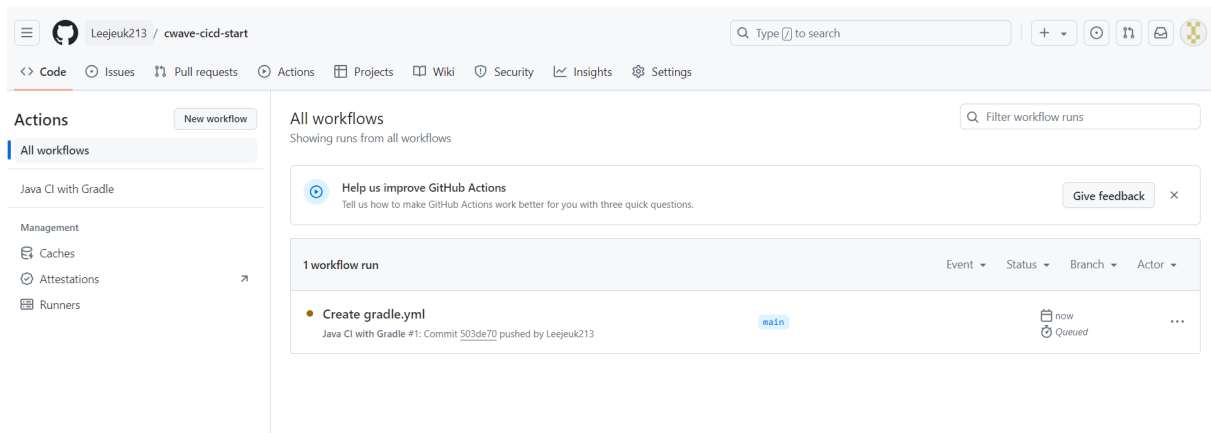 Leejeuk213 / cwave-cicd-start
Type / to search
<> Code Issues Pull requests Actions Projects Wiki Security Insights Settings
Actions
New workflow
All workflows
Java CI with Gradle
Management
Caches
Attestations
Runners
All workflows
Showing runs from all workflows
Filter workflow runs
Help us improve GitHub Actions
Tell us how to make GitHub Actions work better for you with three quick questions.
Give feedback
1 workflow run
Event Status Branch Actor
Create gradle.yml
Java CI with Gradle #1: Commit 503de70 pushed by Leejeuk213
main
now
Queued